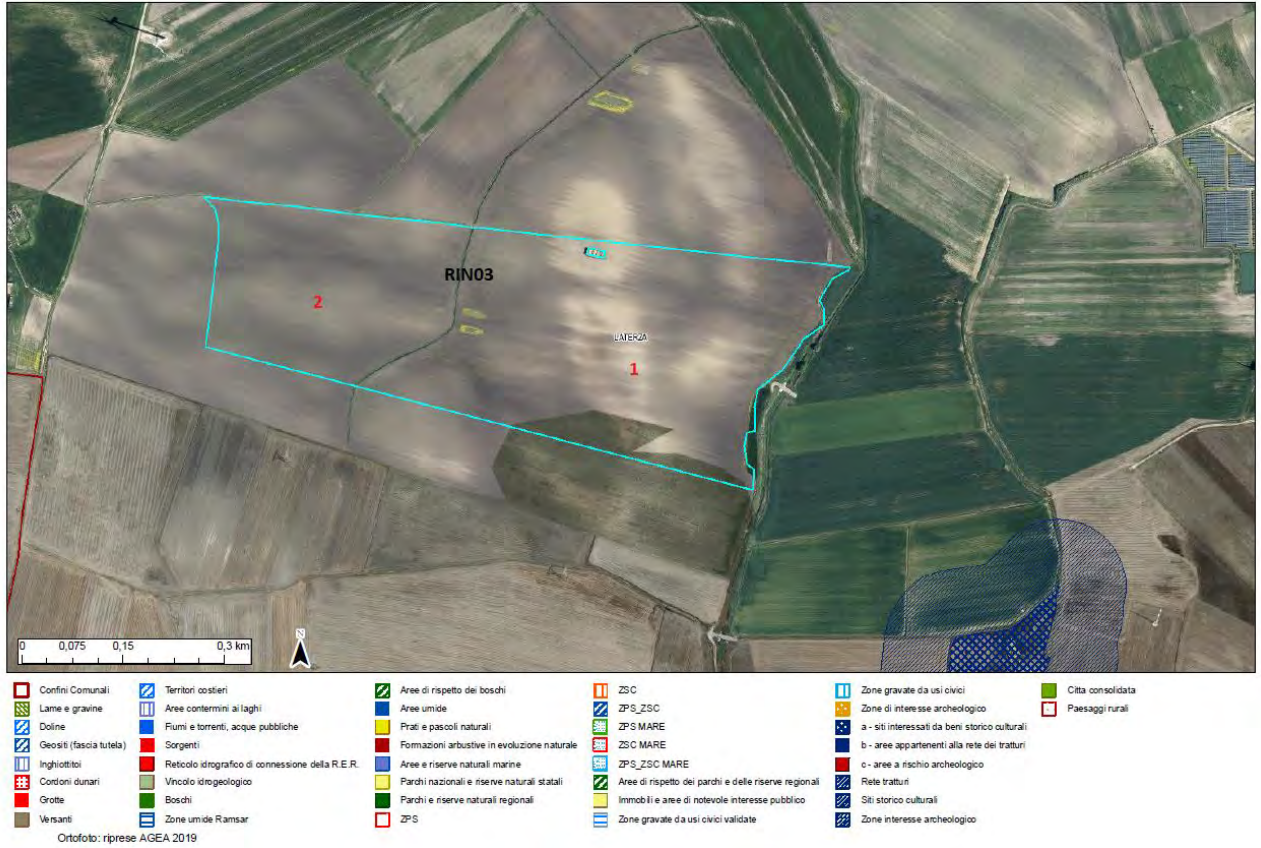 RIN03
2
L'ATERZA
1
N
0 0,075 0,15 0,3 km
Confini Comunali
Lame e gravine
Doline
Geositi (fascia tutela)
Inghiottitoi
Cordoni dunari
Grotte
Versanti
Territori costieri
Aree contermini ai laghi
Fiumi e torrenti, acque pubbliche
Sorgenti
Reticolo idrografico di connessione della R.E.R.
Vincolo idrogeologico
Boschi
Zone umide Ramsar
Aree di rispetto dei boschi
Aree umide
Prati e pascoli naturali
Formazioni arbustive in evoluzione naturale
Aree e riserve naturali marine
Parchi nazionali e riserve naturali statali
Parchi e riserve naturali regionali
ZPS
ZSC
ZPS_ZSC
ZPS MARE
ZSC MARE
ZPS_ZSC MARE
Aree di rispetto dei parchi e delle riserve regionali
Immobili e aree di notevole interesse pubblico
Zone gravate da usi civici validate
Zone gravate da usi civici
Zone di interesse archeologico
a - siti interessati da beni storico culturali
b - aree appartenenti alla rete dei tratturi
c - aree a rischio archeologico
Rete tratturi
Siti storico culturali
Zone interesse archeologico
Citta consolidata
Paesaggi rurali
Ortofoto: riprese AGEA 2019